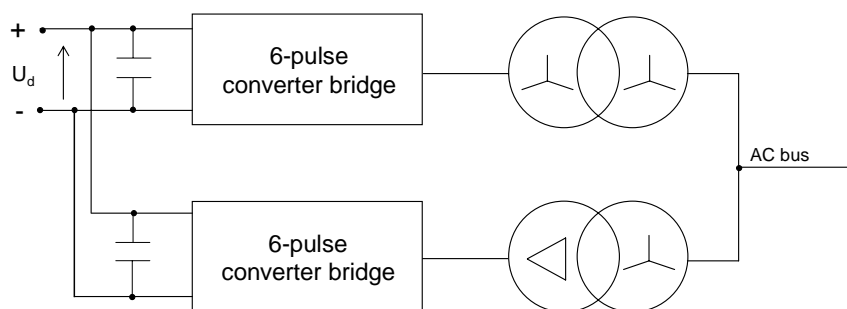 +
6-pulse
converter bridge
U_d
-
AC bus
6-pulse
converter bridge